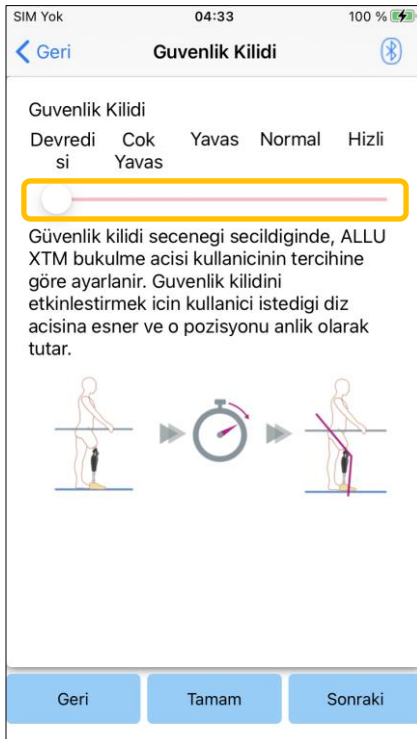 SIM Yok 04:33 100 %
Geri Guvenlik Kilidi
Guvenlik Kilidi
Devredi Cok Yavas Normal Hizli
si Yavas
Güvenlik kilidi secenegi secildiginde, ALLU
XTM bukulme acisi kullanicinin tercihine
göre ayarlanir. Guvenlik kilidini
etkinlestirmek icin kullanici istedigi diz
acisina esner ve o pozisyonu anlik olarak
tutar.
Geri Tamam Sonraki